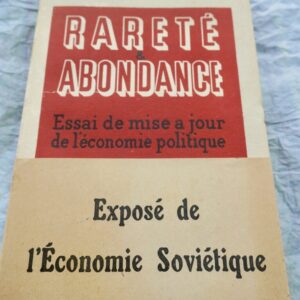 RARETÉ
&
ABONDANCE
Essai de mise a jour
de l'économie politique
Exposé de
l'Économie Soviétique